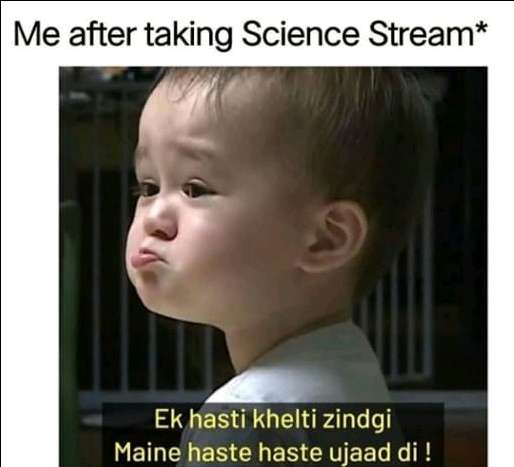 Me after taking Science Stream*
Ek hasti khelti zindgi
Maine haste haste ujaad di !